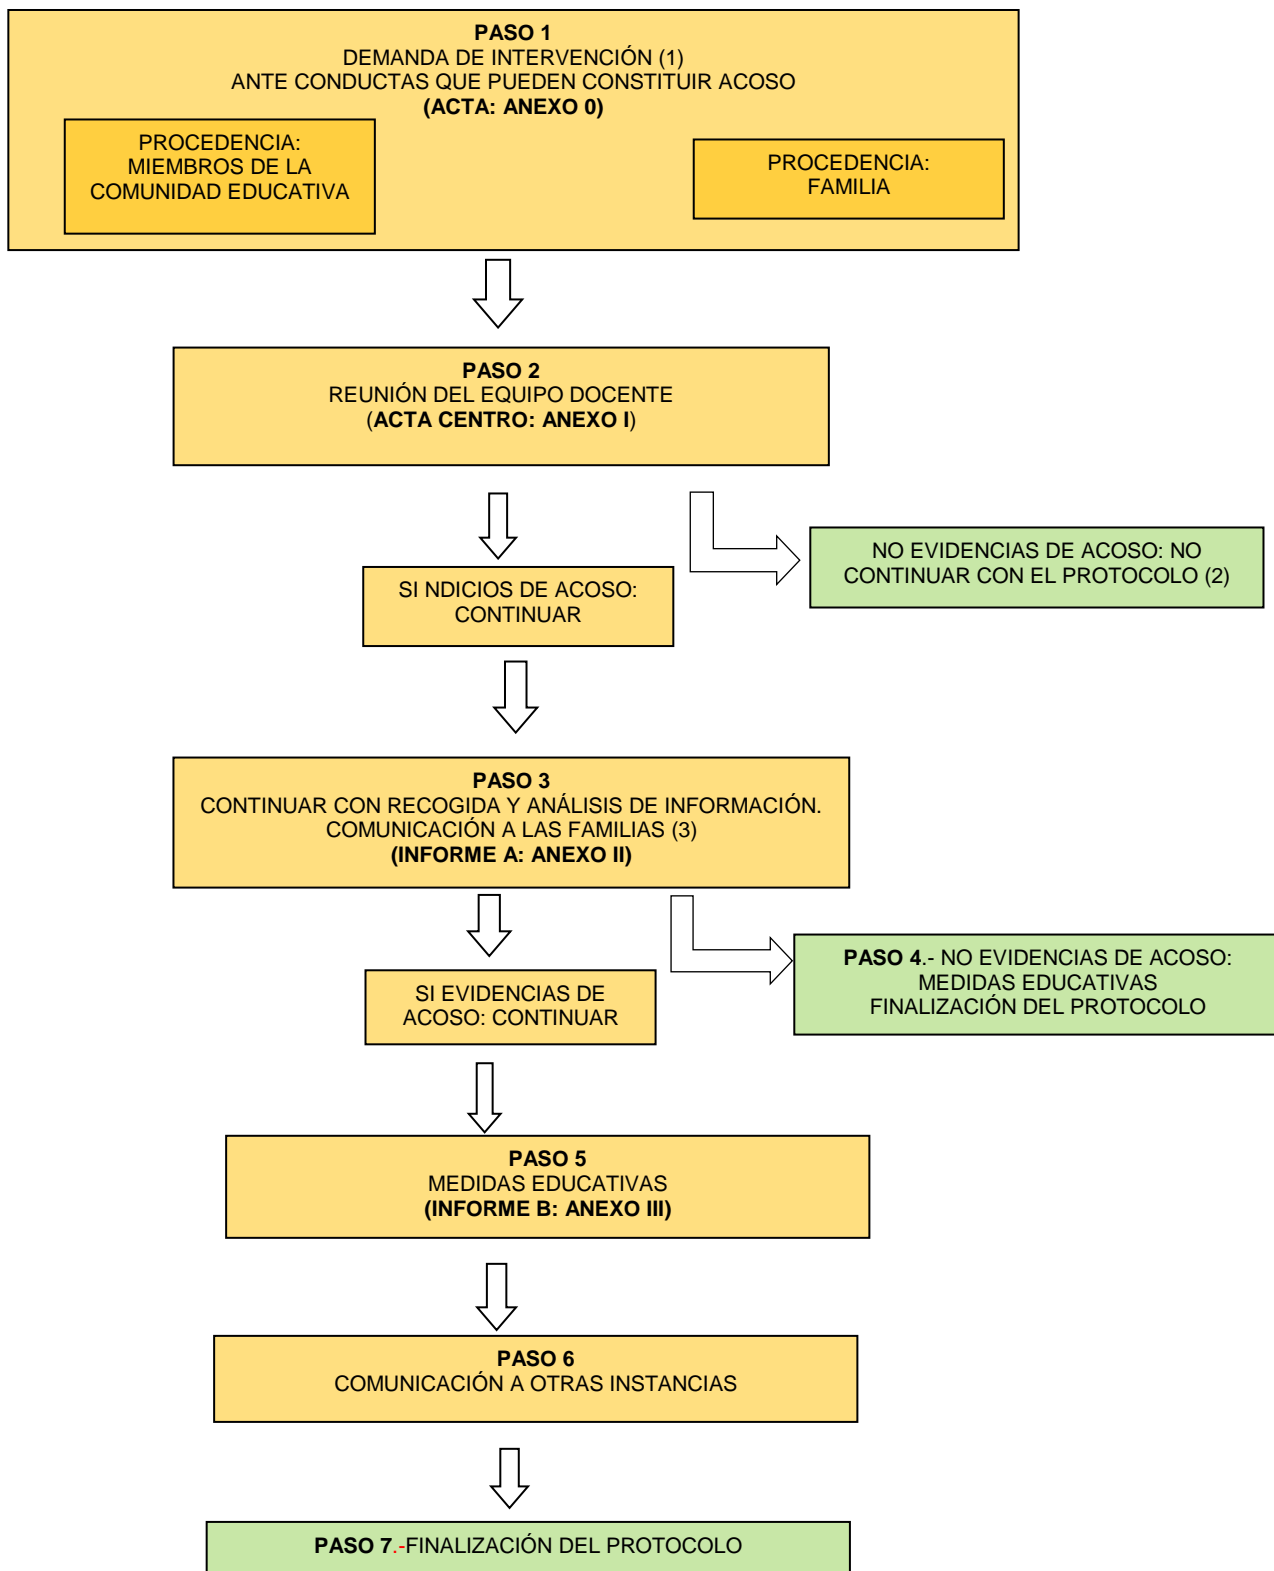 PASO 1
DEMANDA DE INTERVENCIÓN (1)
ANTE CONDUCTAS QUE PUEDEN CONSTITUIR ACOSO
(ACTA: ANEXO 0)
PROCEDENCIA:
MIEMBROS DE LA
COMUNIDAD EDUCATIVA
PROCEDENCIA:
FAMILIA
PASO 2
REUNIÓN DEL EQUIPO DOCENTE
(ACTA CENTRO: ANEXO I)
NO EVIDENCIAS DE ACOSO: NO
CONTINUAR CON EL PROTOCOLO (2)
SI NDICIOS DE ACOSO:
CONTINUAR
PASO 3
CONTINUAR CON RECOGIDA Y ANÁLISIS DE INFORMACIÓN.
COMUNICACIÓN A LAS FAMILIAS (3)
(INFORME A: ANEXO II)
PASO 4.- NO EVIDENCIAS DE ACOSO:
MEDIDAS EDUCATIVAS
FINALIZACIÓN DEL PROTOCOLO
SI EVIDENCIAS DE
ACOSO: CONTINUAR
PASO 5
MEDIDAS EDUCATIVAS
(INFORME B: ANEXO III)
PASO 6
COMUNICACIÓN A OTRAS INSTANCIAS
PASO 7.-FINALIZACIÓN DEL PROTOCOLO